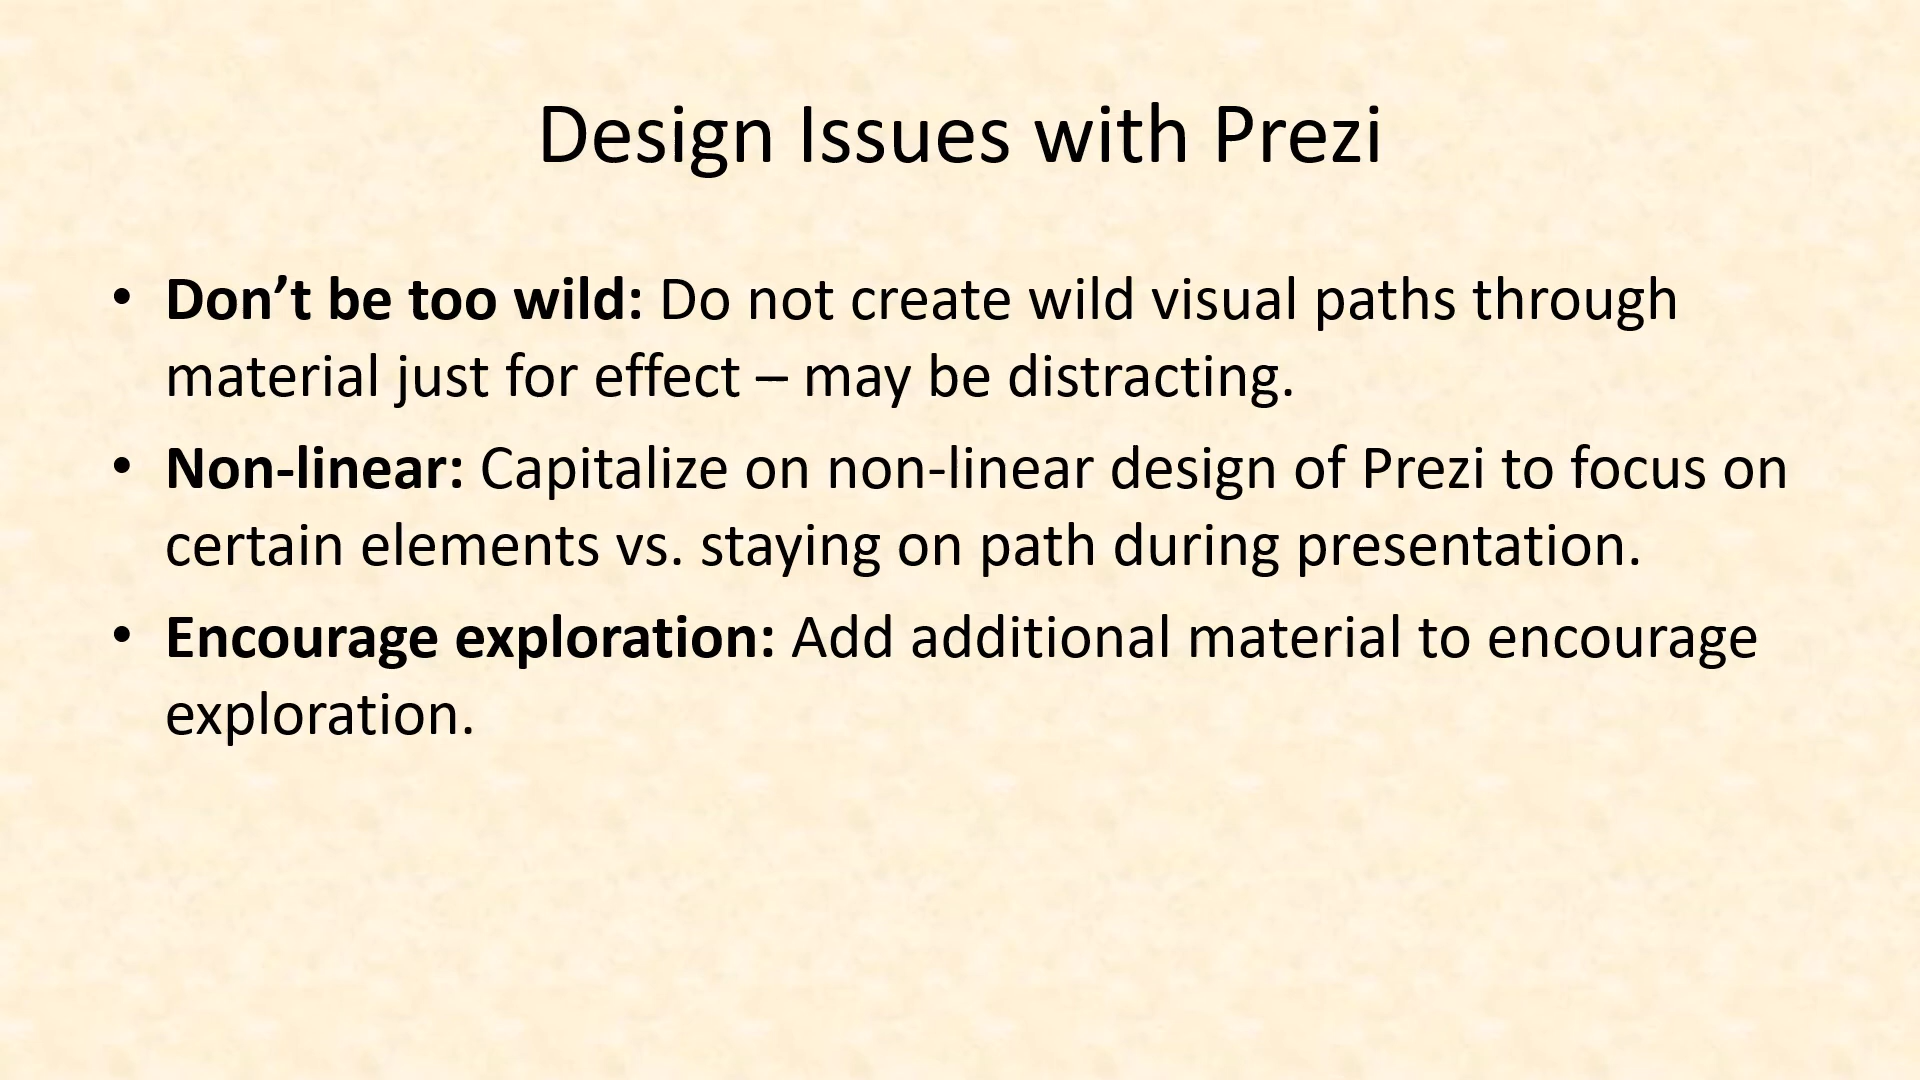 Design Issues with Prezi
• Don’t be too wild: Do not create wild visual paths through
material just for effect – may be distracting.
• Non-linear: Capitalize on non-linear design of Prezi to focus on
certain elements vs. staying on path during presentation.
• Encourage exploration: Add additional material to encourage
exploration.